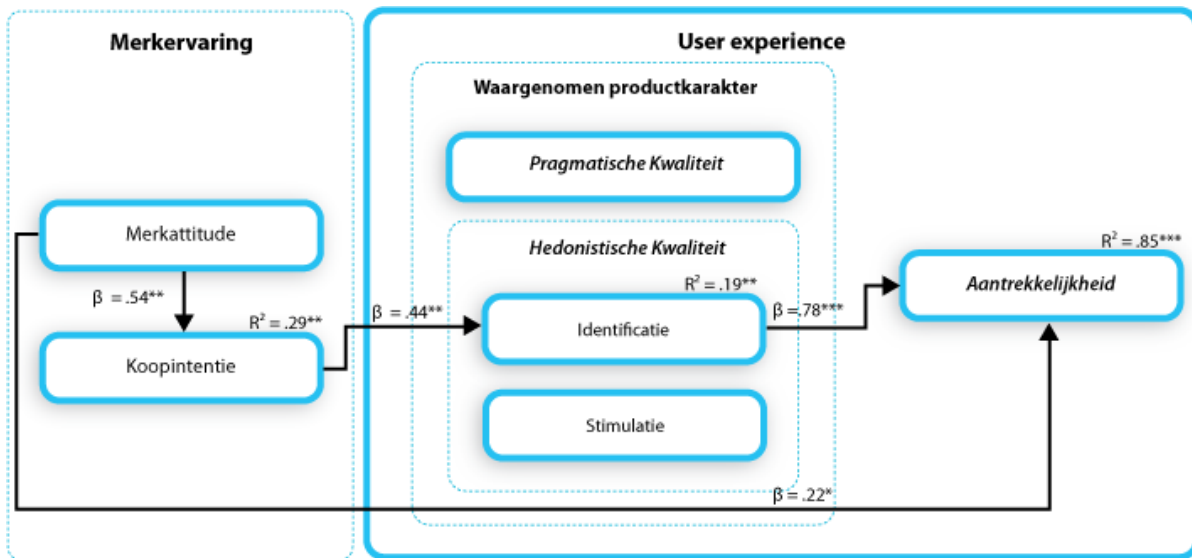 Merkervaring
User experience
Waargenomen productkarakter
Pragmatische Kwaliteit
Merkattitude
Hedonistische Kwaliteit
R² = .85***
Aantrekkelijkheid
β = .54**
R² = .29**
β = .44**
R² = .19**
Identificatie
β =.78***
Koopintentie
Stimulatie
β = .22*